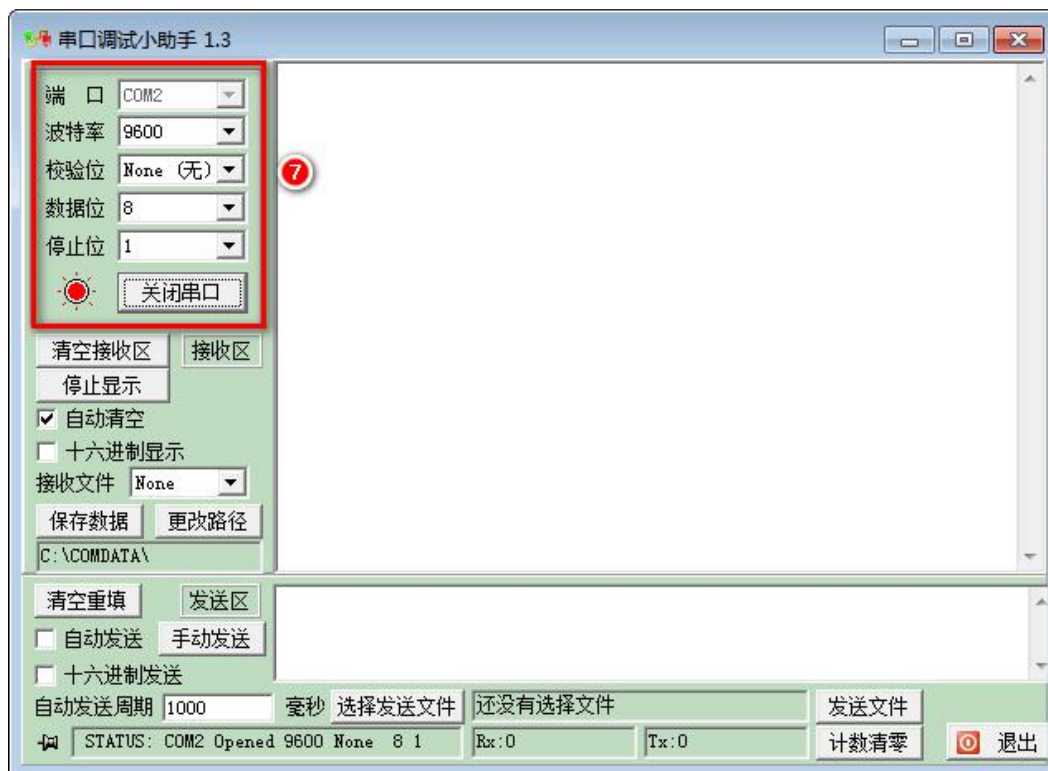 串口调试小助手 1.3
端 口 COM2
波特率 9600
校验位 None (无)
7
数据位 8
停止位 1
关闭串口
清空接收区 接收区
停止显示
自动清空
十六进制显示
接收文件 None
保存数据 更改路径
C:\COMDATA\
清空重填 发送区
自动发送 手动发送
十六进制发送
自动发送周期 1000 毫秒 选择发送文件 还没有选择文件 发送文件
STATUS: COM2 Opened 9600 None 8 1 Rx:0 Tx:0 计数清零 退出